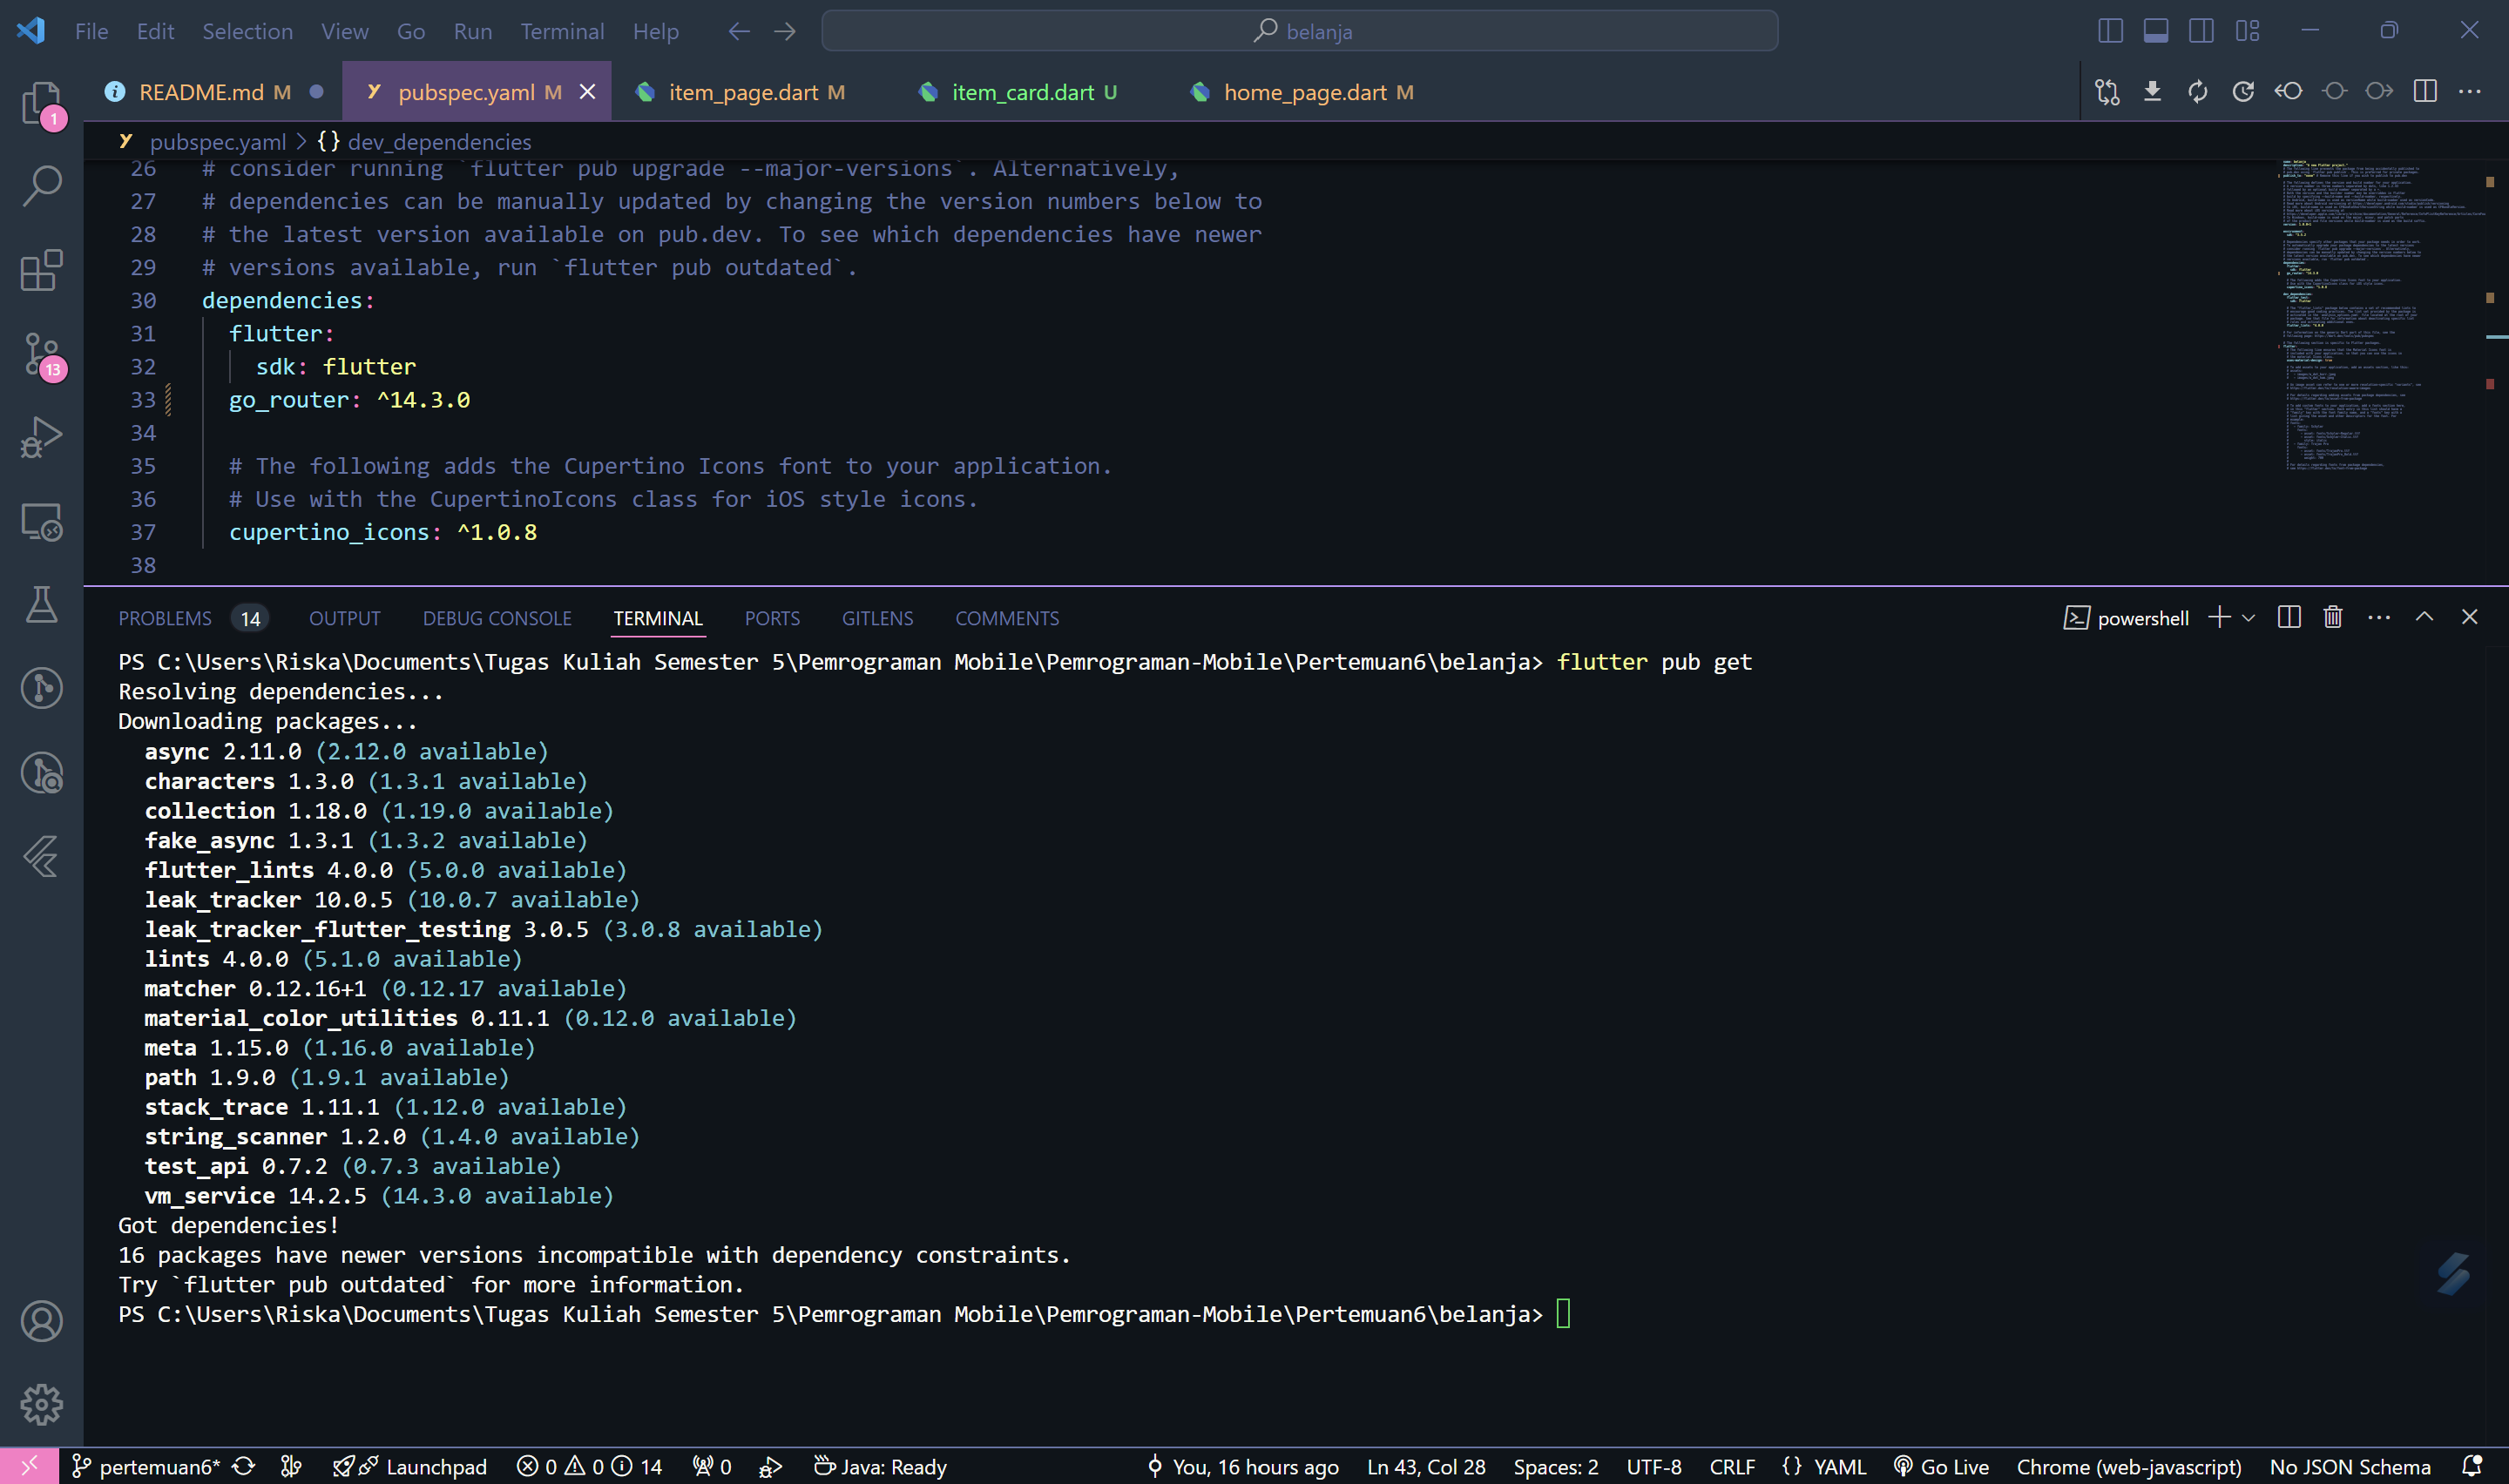 File Edit Selection View Go Run Terminal Help belanja
README.md M pubspec.yaml M item_page.dart M item_card.dart U home_page.dart M
pubspec.yaml > {} dev_dependencies
1
13
26 # consider running `flutter pub upgrade --major-versions`. Alternatively,
27 # dependencies can be manually updated by changing the version numbers below to
28 # the latest version available on pub.dev. To see which dependencies have newer
29 # versions available, run `flutter pub outdated`.
30 dependencies:
31 flutter:
32 sdk: flutter
33 go_router: ^14.3.0
34
35 # The following adds the Cupertino Icons font to your application.
36 # Use with the CupertinoIcons class for iOS style icons.
37 cupertino_icons: ^1.0.8
38
PROBLEMS 14 OUTPUT DEBUG CONSOLE TERMINAL PORTS GITLENS COMMENTS powershell
PS C:\Users\Riska\Documents\Tugas Kuliah Semester 5\Pemrograman Mobile\Pemrograman-Mobile\Pertemuan6\belanja> flutter pub get
Resolving dependencies...
Downloading packages...
async 2.11.0 (2.12.0 available)
characters 1.3.0 (1.3.1 available)
collection 1.18.0 (1.19.0 available)
fake_async 1.3.1 (1.3.2 available)
flutter_lints 4.0.0 (5.0.0 available)
leak_tracker 10.0.5 (10.0.7 available)
leak_tracker_flutter_testing 3.0.5 (3.0.8 available)
lints 4.0.0 (5.1.0 available)
matcher 0.12.16+1 (0.12.17 available)
material_color_utilities 0.11.1 (0.12.0 available)
meta 1.15.0 (1.16.0 available)
path 1.9.0 (1.9.1 available)
stack_trace 1.11.1 (1.12.0 available)
string_scanner 1.2.0 (1.4.0 available)
test_api 0.7.2 (0.7.3 available)
vm_service 14.2.5 (14.3.0 available)
Got dependencies!
16 packages have newer versions incompatible with dependency constraints.
Try `flutter pub outdated` for more information.
PS C:\Users\Riska\Documents\Tugas Kuliah Semester 5\Pemrograman Mobile\Pemrograman-Mobile\Pertemuan6\belanja>
pertemuan6* Launchpad 0 0 14 0 Java: Ready You, 16 hours ago Ln 43, Col 28 Spaces: 2 UTF-8 CRLF {} YAML Go Live Chrome (web-javascript) No JSON Schema